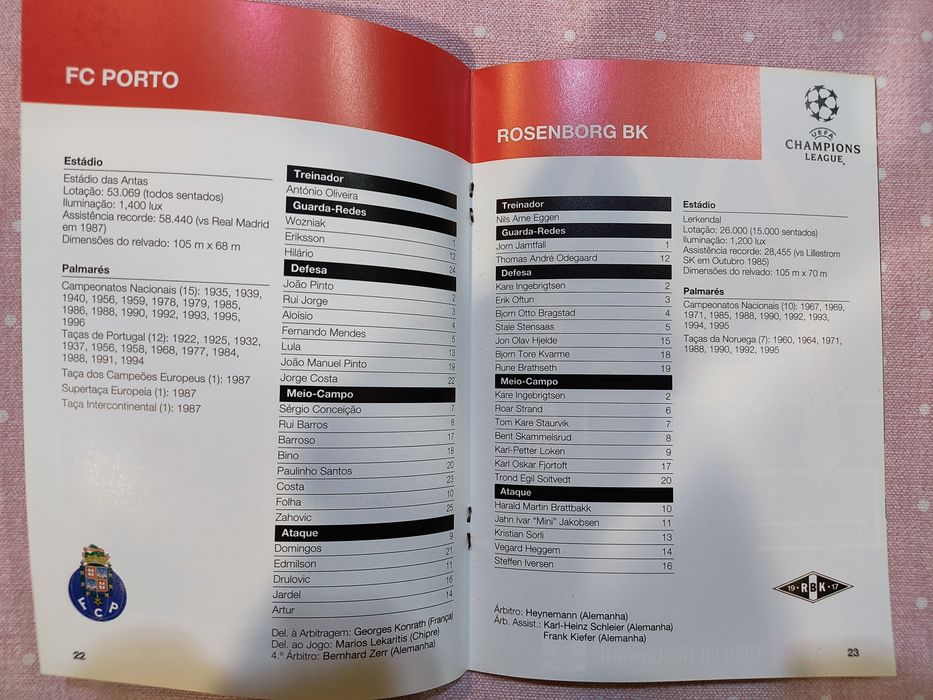 FC PORTO
Estádio
Estádio das Antas
Lotação: 53.069 (todos sentados)
Iluminação: 1,400 lux
Assistência recorde: 58.440 (vs Real Madrid
em 1987)
Dimensões do relvado: 105 m x 68 m
Palmarés
Campeonatos Nacionais (15): 1935, 1939,
1940, 1956, 1959, 1978, 1979, 1985,
1986, 1988, 1990, 1992, 1993, 1995,
1996
Taças de Portugal (12): 1922, 1925, 1932,
1937, 1956, 1958, 1968, 1977, 1984,
1988, 1991, 1994
Taça dos Campeões Europeus (1): 1987
Supertaça Europeia (1): 1987
Taça Intercontinental (1): 1987
FCP
22
Treinador
António Oliveira
Guarda-Redes
Wozniak 1
Eriksson 12
Hilário 24
Defesa
João Pinto 2
Rui Jorge 3
Aloísio 4
Fernando Mendes 5
Lula 13
João Manuel Pinto 19
Jorge Costa 22
Meio-Campo
Sérgio Conceição 7
Rui Barros 8
Barroso 17
Bino 18
Paulinho Santos 20
Costa 23
Folha 10
Zahovic 25
Ataque
Domingos 9
Edmilson 21
Drulovic 11
Jardel 16
Artur 14
Del. à Arbitragem: Georges Konrath (França)
Del. ao Jogo: Marios Lekaritis (Chipre)
4.º Árbitro: Bernhard Zerr (Alemanha)
ROSENBORG BK
UEFA
CHAMPIONS
LEAGUE
Treinador
Nils Arne Eggen
Guarda-Redes
Jorn Jamtfall 1
Thomas André Odegaard 12
Defesa
Kare Ingebrigtsen 2
Erik Oftun 3
Bjorn Otto Bragstad 4
Stale Stensaas 5
Jon Olav Hjelde 15
Bjorn Tore Kvarme 18
Rune Brathseth 19
Meio-Campo
Kare Ingebrigtsen 2
Roar Strand 6
Tom Kare Staurvik 7
Bent Skammelsrud 8
Karl-Petter Loken 9
Karl Oskar Fjortoft 17
Trond Egil Soltvedt 20
Ataque
Harald Martin Brattbakk 10
Jahn Ivar "Mini" Jakobsen 11
Kristian Sorli 13
Vegard Heggem 14
Steffen Iversen 16
Árbitro: Heynemann (Alemanha)
Árb. Assist.: Karl-Heinz Schleier (Alemanha)
Frank Kiefer (Alemanha)
Estádio
Lerkendal
Lotação: 26.000 (15.000 sentados)
Iluminação: 1,200 lux
Assistência recorde: 28,455 (vs Lillestrom
SK em Outubro 1985)
Dimensões do relvado: 105 m x 70 m
Palmarés
Campeonatos Nacionais (10): 1967, 1969,
1971, 1985, 1988, 1990, 1992, 1993,
1994, 1995
Taças da Noruega (7): 1960, 1964, 1971,
1988, 1990, 1992, 1995
19 RBK 17
23